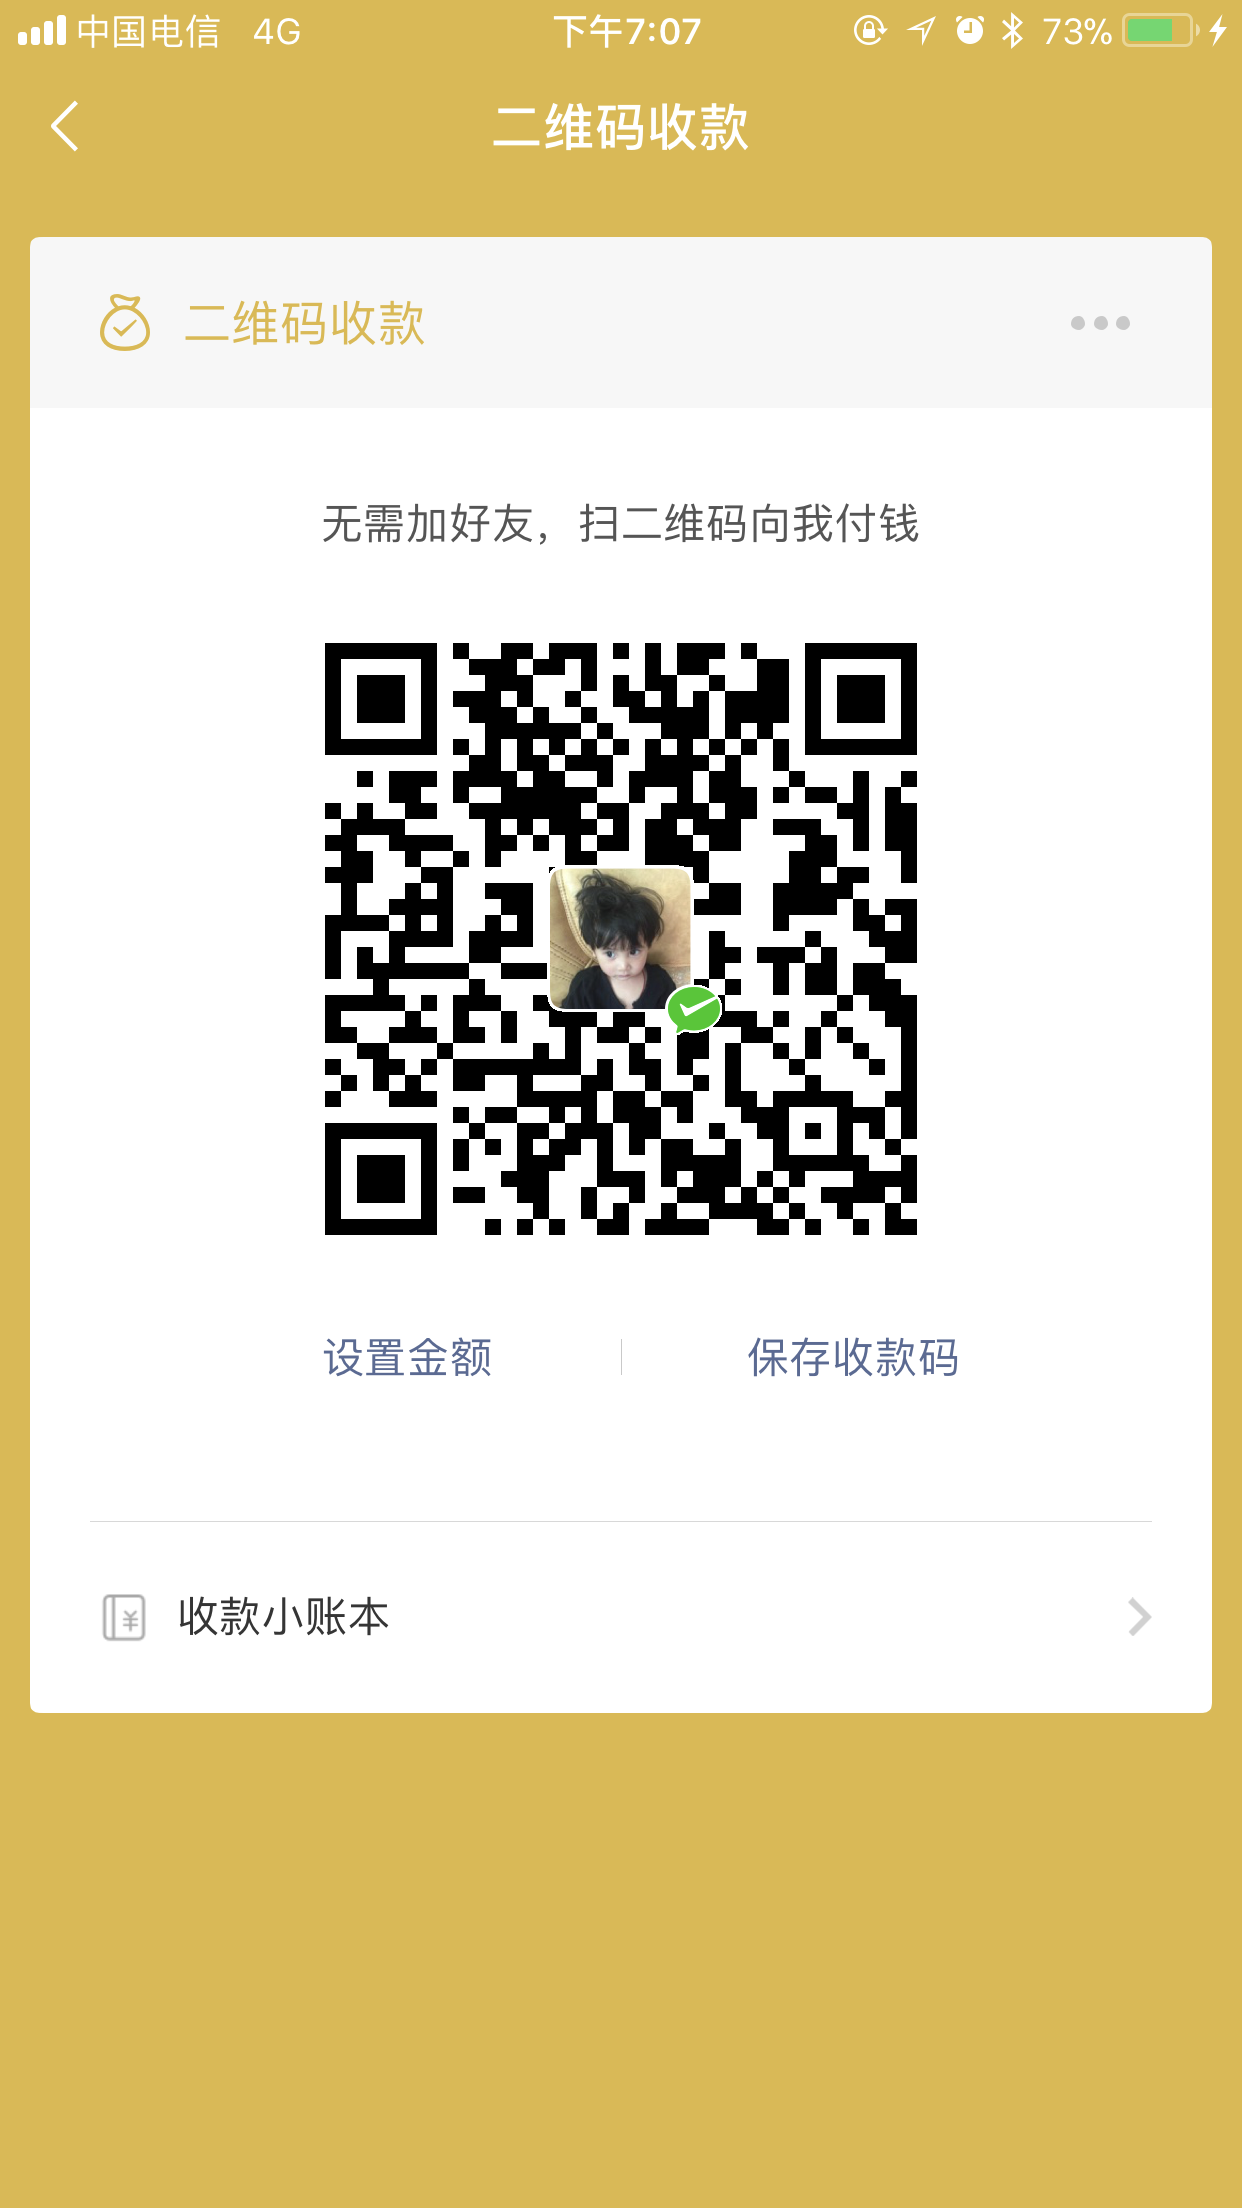 中国电信 4G 下午7:07 73%
二维码收款
二维码收款
无需加好友，扫二维码向我付钱
设置金额 保存收款码
收款小账本